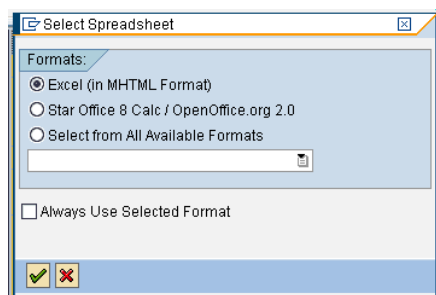 Select Spreadsheet
Formats:
Excel (in MHTML Format)
Star Office 8 Calc / OpenOffice.org 2.0
Select from All Available Formats
Always Use Selected Format